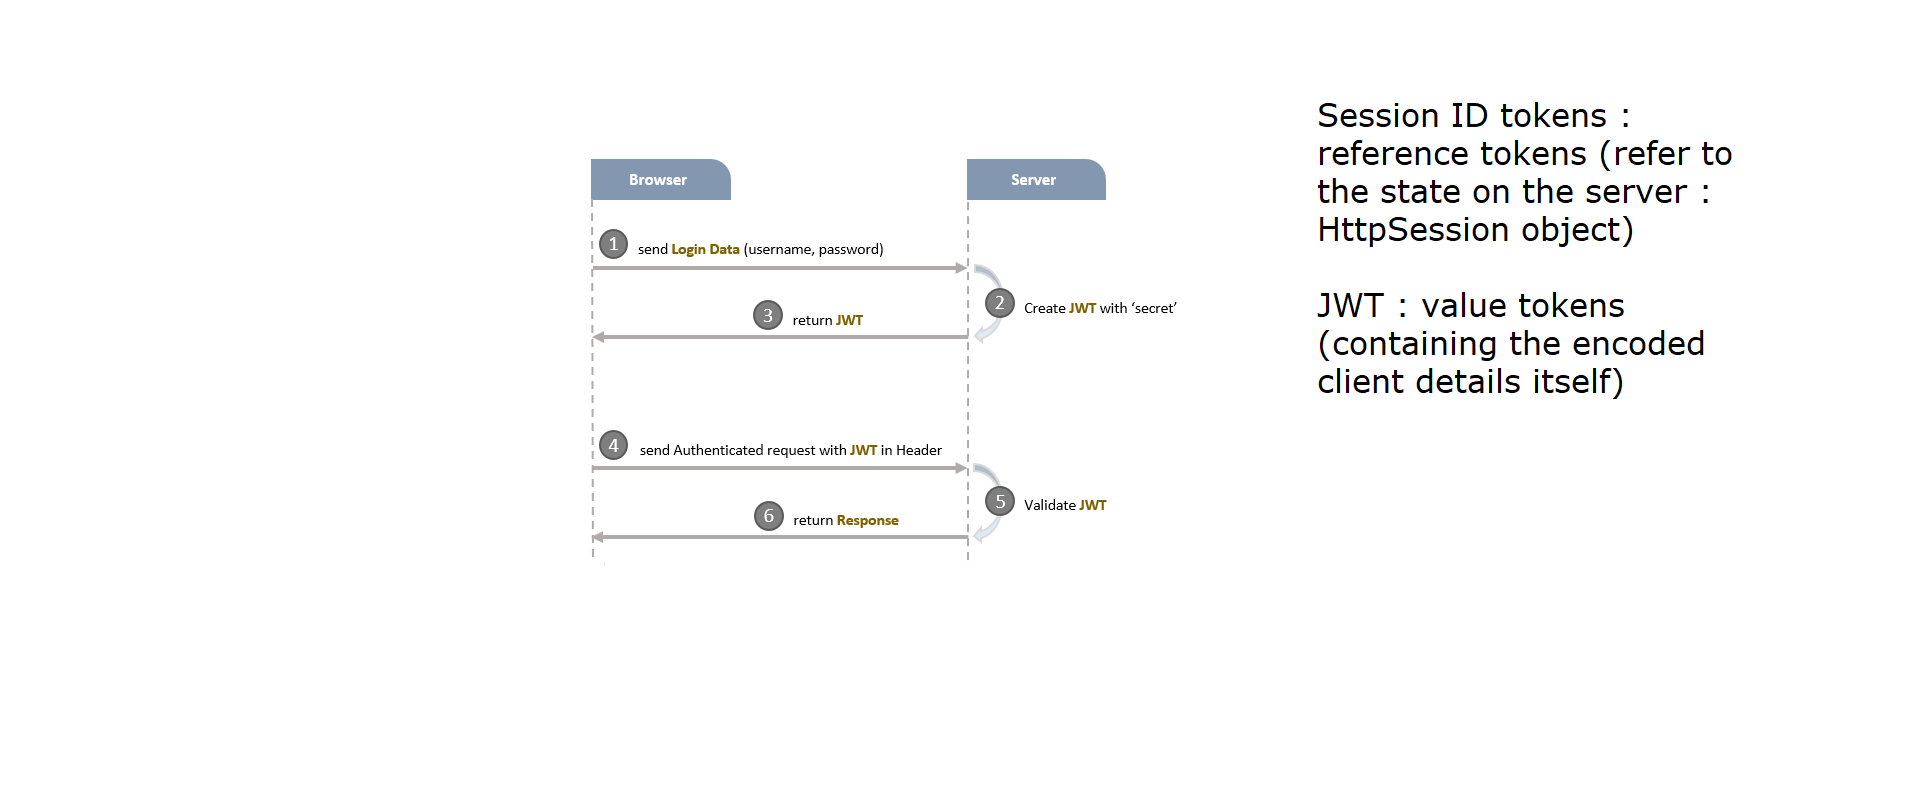 Browser
Server
1
send Login Data (username, password)
2
Create JWT with ‘secret’
3
return JWT
4
send Authenticated request with JWT in Header
5
Validate JWT
6
return Response
Session ID tokens :
reference tokens (refer to
the state on the server :
HttpSession object)
JWT : value tokens
(containing the encoded
client details itself)